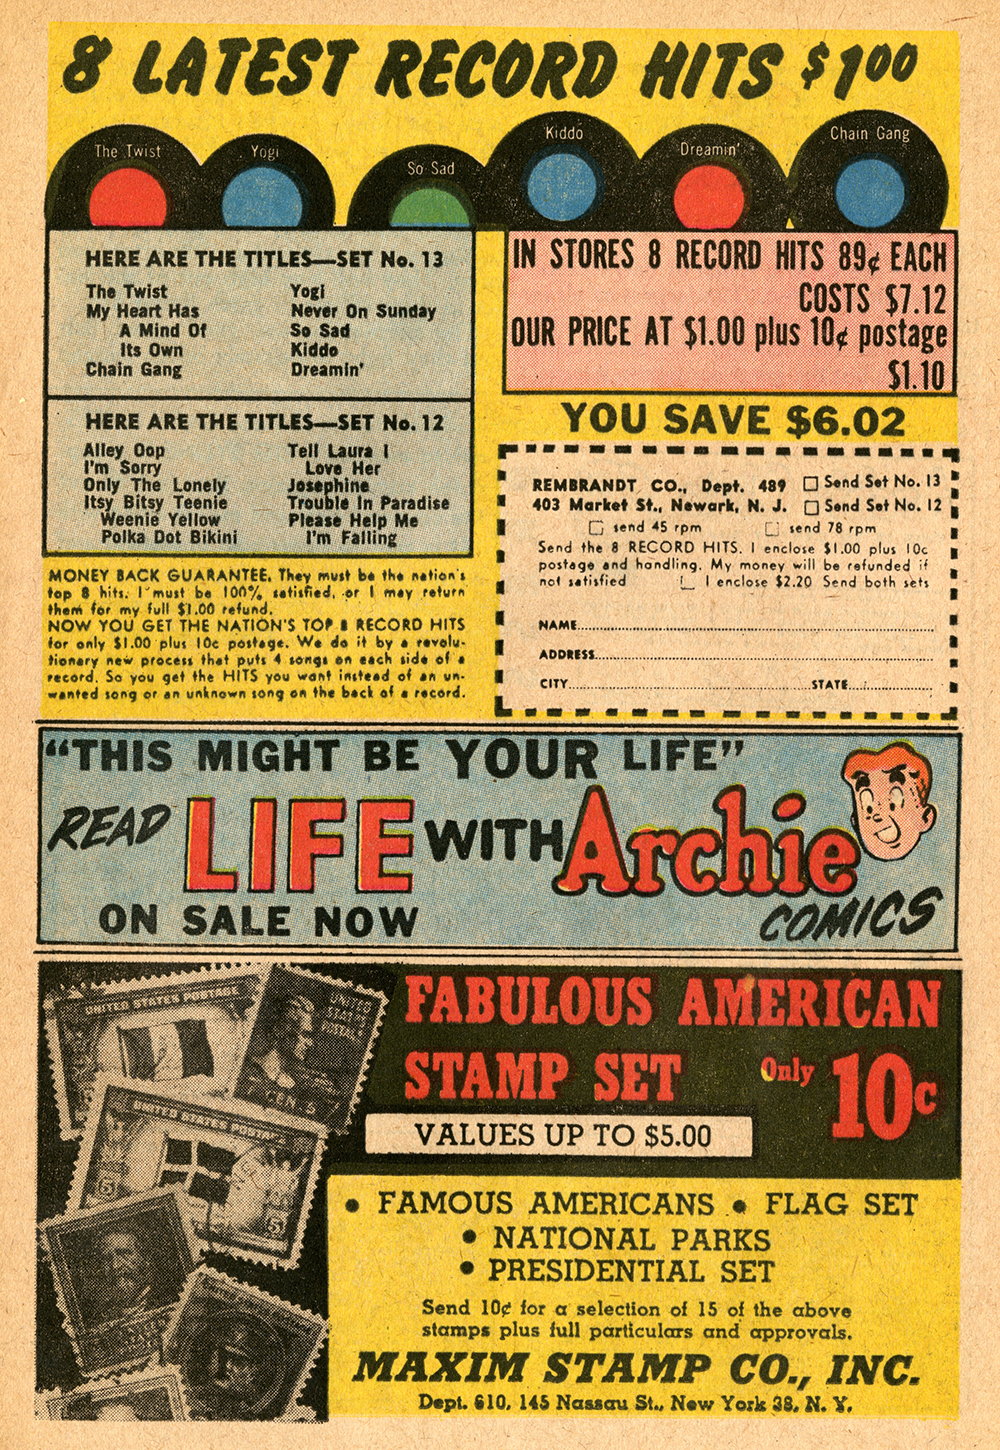 8 LATEST RECORD HITS $1.00
The Twist
Yogi
So Sad
Kiddo
Dreamin'
Chain Gang
HERE ARE THE TITLES—SET No. 13
The Twist
My Heart Has
A Mind Of
Its Own
Chain Gang
Yogi
Never On Sunday
So Sad
Kiddo
Dreamin'
HERE ARE THE TITLES—SET No. 12
Alley Oop
I'm Sorry
Only The Lonely
Itsy Bitsy Teenie
Weenie Yellow
Polka Dot Bikini
Tell Laura I
Love Her
Josephine
Trouble In Paradise
Please Help Me
I'm Falling
MONEY BACK GUARANTEE. They must be the nation's
top 8 hits. I must be 100% satisfied, or I may return
them for my full $1.00 refund.
NOW YOU GET THE NATION'S TOP 8 RECORD HITS
for only $1.00 plus 10c postage. We do it by a revolu-
tionary new process that puts 4 songs on each side of a
record. So you get the HITS you want instead of an un-
wanted song or an unknown song on the back of a record.
IN STORES 8 RECORD HITS 89¢ EACH
COSTS $7.12
OUR PRICE AT $1.00 plus 10¢ postage
$1.10
YOU SAVE $6.02
REMBRANDT CO., Dept. 489 Send Set No. 13
403 Market St., Newark, N. J. Send Set No. 12
send 45 rpm send 78 rpm
Send the 8 RECORD HITS. I enclose $1.00 plus 10c
postage and handling. My money will be refunded if
not satisfied I enclose $2.20 Send both sets
NAME
ADDRESS
CITY STATE
"THIS MIGHT BE YOUR LIFE"
READ LIFE WITH Archie
ON SALE NOW COMICS
UNITED STATES POSTAGE
UNITED STATES POSTAGE
UNITED STATES POSTAGE
FABULOUS AMERICAN
STAMP SET Only 10c
VALUES UP TO $5.00
• FAMOUS AMERICANS • FLAG SET
• NATIONAL PARKS
• PRESIDENTIAL SET
Send 10¢ for a selection of 15 of the above
stamps plus full particulars and approvals.
MAXIM STAMP CO., INC.
Dept. 610, 145 Nassau St., New York 38, N. Y.